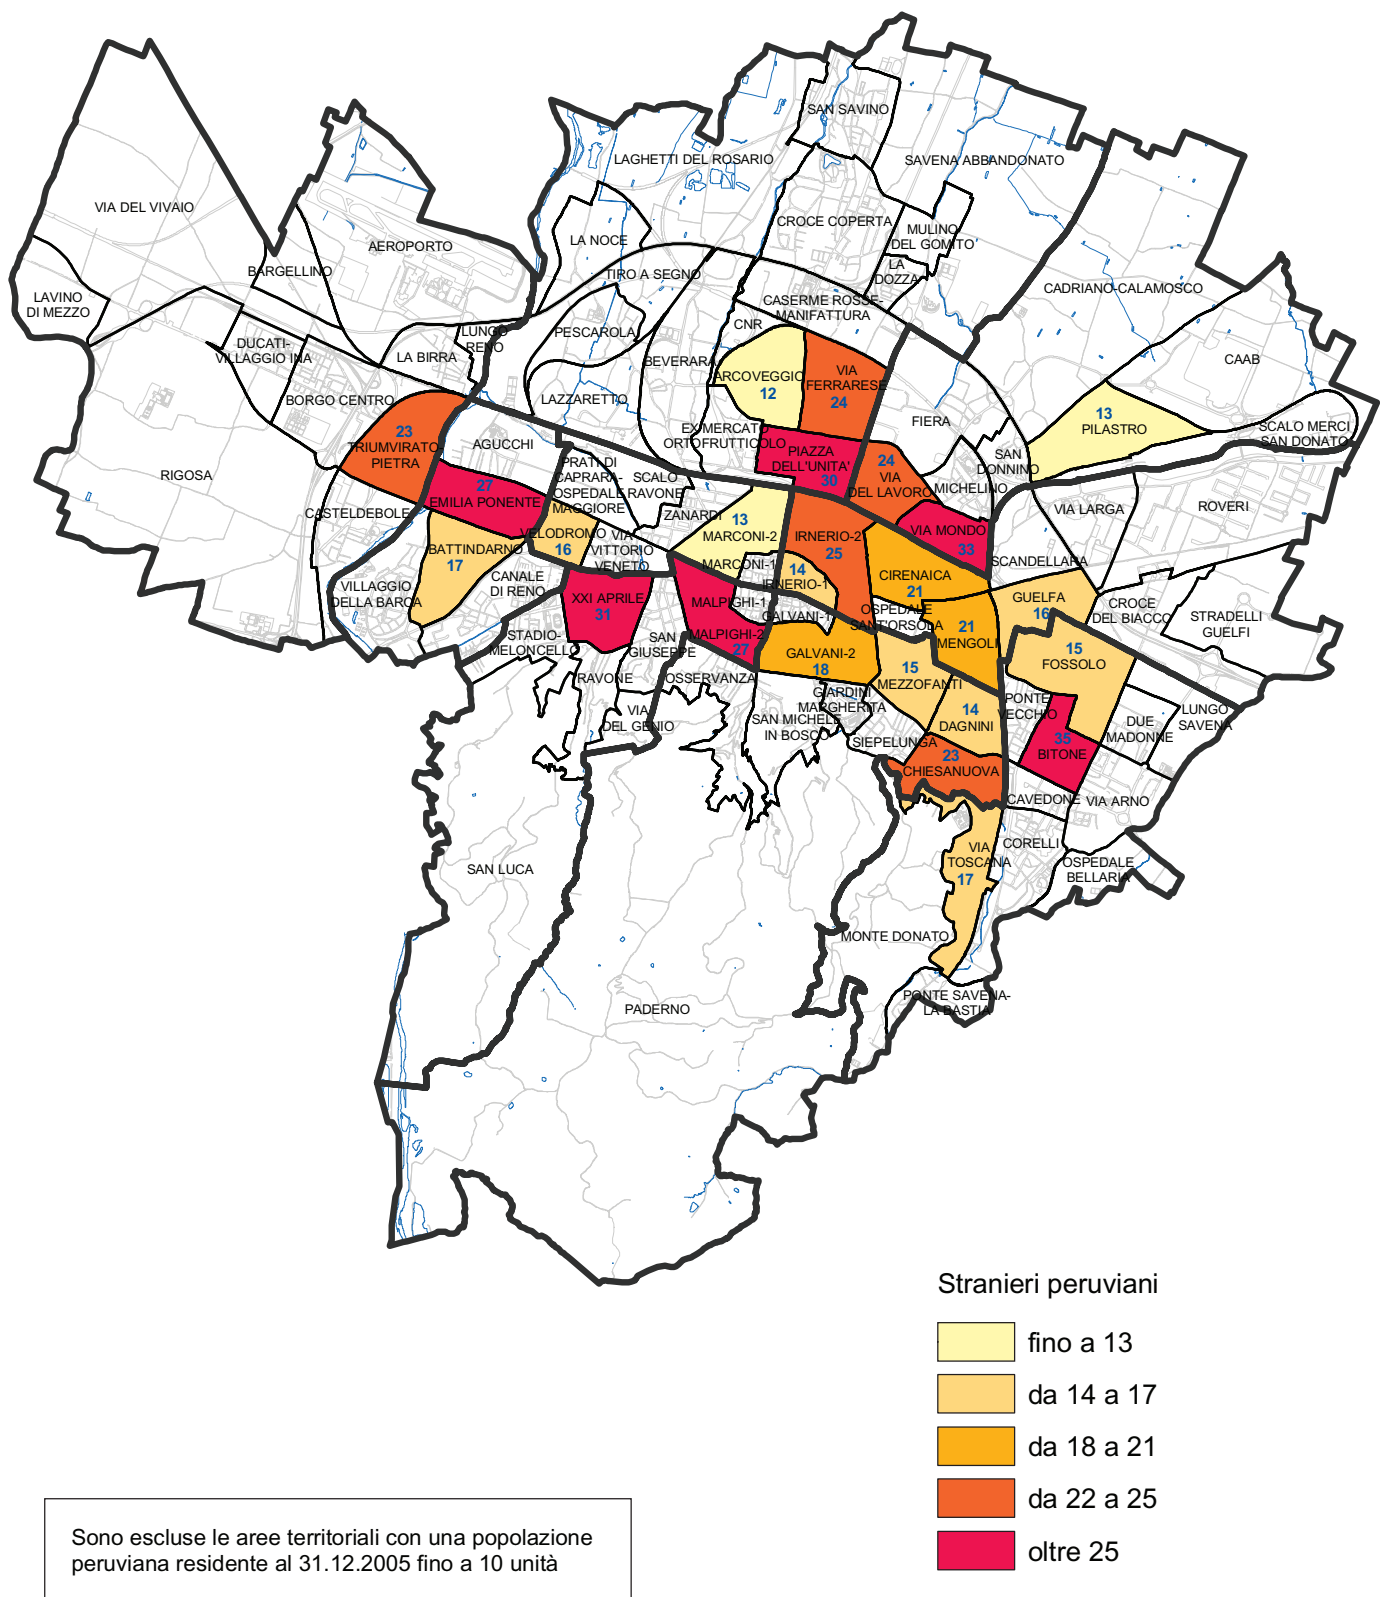 SAN SAVINO
LAGHETTI DEL ROSARIO
SAVENA ABBANDONATO
VIA DEL VIVAIO
CROCE COPERTA
MULINO
DEL GOMITO
LA NOCE
AEROPORTO
LA
DOZZA
BARGELLINO
TIRO A SEGNO
CADRIANO-CALAMOSCO
LAVINO
DI MEZZO
CASERME ROSSE-
MANIFATTURA
CNR
PESCAROLA
LUNGO
RENO
DUCATI-
VILLAGGIO INA
LA BIRRA
BEVERARA
CAAB
ARCOVEGGIO
12
VIA
FERRARESE
24
BORGO CENTRO
LAZZARETTO
FIERA
13
PILASTRO
SCALO MERCI
SAN DONATO
EX MERCATO
ORTOFRUTTICOLO
23
TRIUMVIRATO
PIETRA
AGUCCHI
PIAZZA
DELL'UNITA'
30
24
VIA
DEL LAVORO
SAN
DONNINO
MICHELINO
RIGOSA
PRATI DI
CAPRARA-
OSPEDALE
MAGGIORE
SCALO
RAVONE
27
EMILIA PONENTE
CASTELDEBOLE
ZANARDI
VIA LARGA
ROVERI
13
MARCONI-2
IRNERIO-2
25
VIA MONDO
33
VELODROMO
16
VIA
VITTORIO
VENETO
BATTINDARNO
17
MARCONI-1
14
IRNERIO-1
SCANDELLARA
CIRENAICA
21
CANALE
DI RENO
VILLAGGIO
DELLA BARCA
XXI APRILE
31
MALPIGHI-1
GALVANI-1
OSPEDALE
SANT'ORSOLA
GUELFA
16
CROCE
DEL BIACCO
STRADELLI
GUELFI
21
MENGOLI
STADIO-
MELONCELLO
SAN
GIUSEPPE
MALPIGHI-2
27
GALVANI-2
18
15
MEZZOFANTI
15
FOSSOLO
RAVONE
OSSERVANZA
GIARDINI
MARGHERITA
PONTE
VECCHIO
LUNGO
SAVENA
VIA
DEL GENIO
SAN MICHELE
IN BOSCO
14
DAGNINI
DUE
MADONNE
SIEPELUNGA
35
BITONE
23
CHIESANUOVA
CAVEDONE
VIA ARNO
CORELLI
VIA
TOSCANA
17
OSPEDALE
BELLARIA
SAN LUCA
MONTE DONATO
PADERNO
PONTE SAVENA-
LA BASTIA
Stranieri peruviani
fino a 13
da 14 a 17
da 18 a 21
da 22 a 25
oltre 25
Sono escluse le aree territoriali con una popolazione
peruviana residente al 31.12.2005 fino a 10 unità